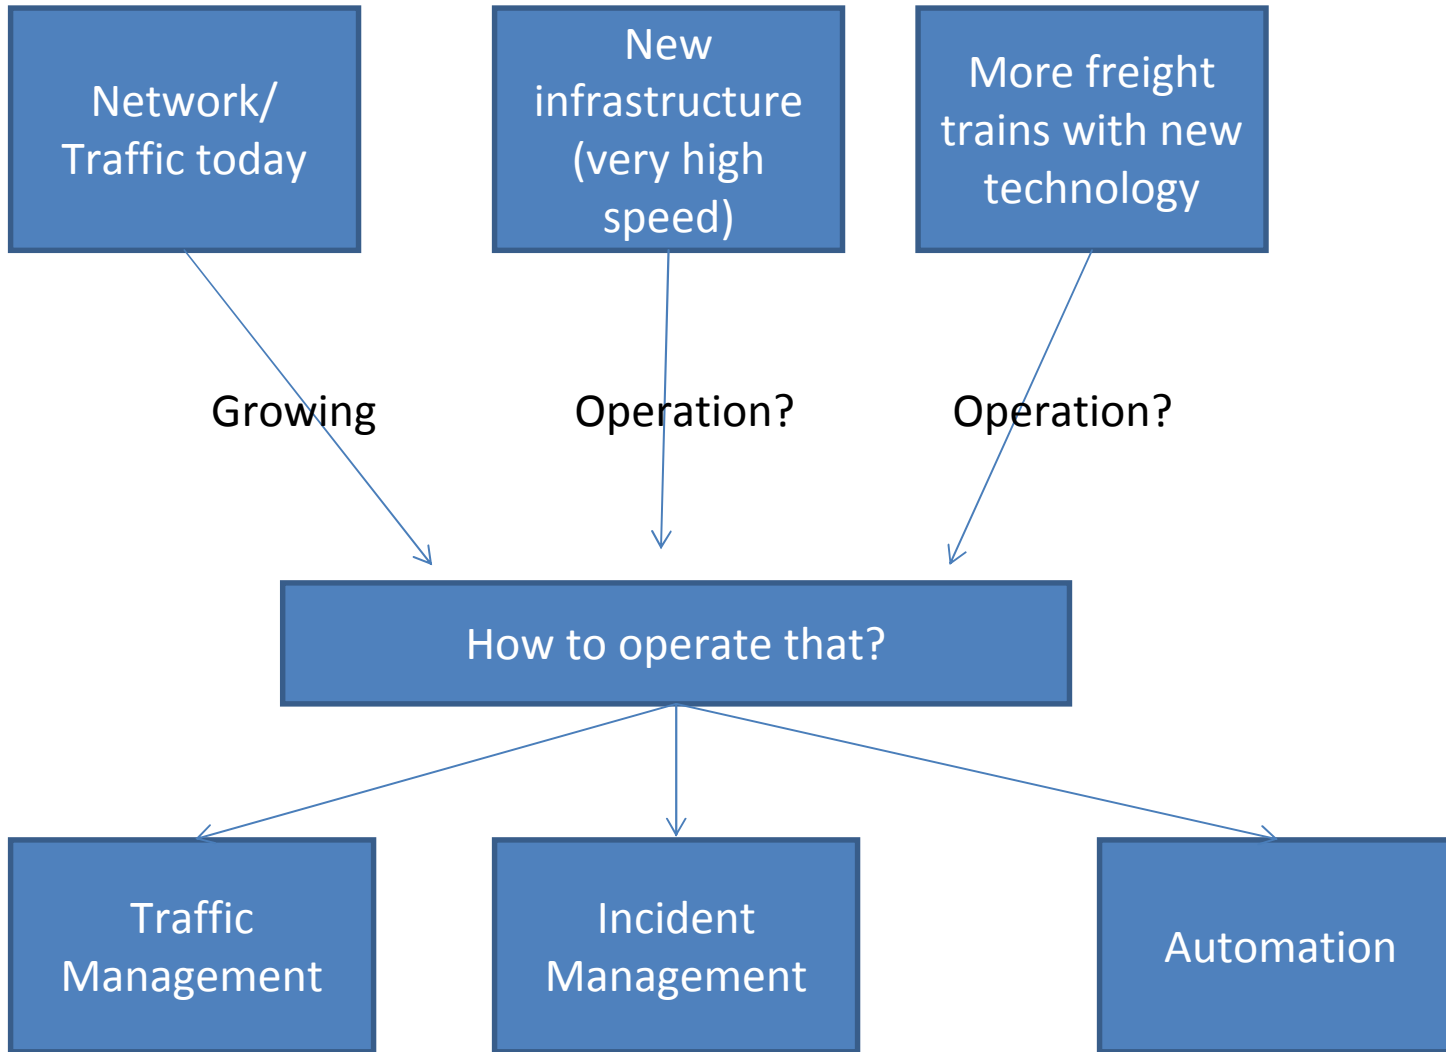 Network/
Traffic today
New
infrastructure
(very high
speed)
More freight
trains with new
technology
Growing
Operation?
Operation?
How to operate that?
Traffic
Management
Incident
Management
Automation